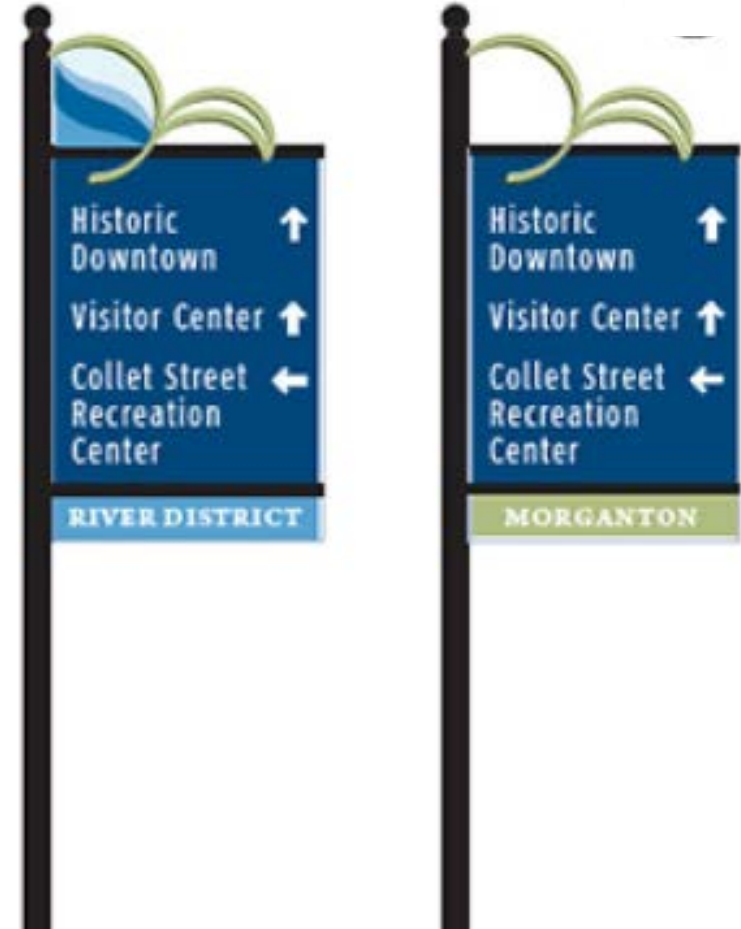 Historic
Downtown
Visitor Center
Collet Street
Recreation
Center
RIVER DISTRICT
Historic
Downtown
Visitor Center
Collet Street
Recreation
Center
MORGANTON